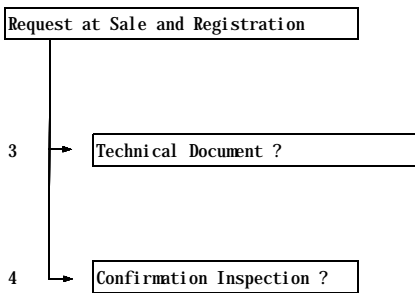 Request at Sale and Registration
3 Technical Document ?
4 Confirmation Inspection ?